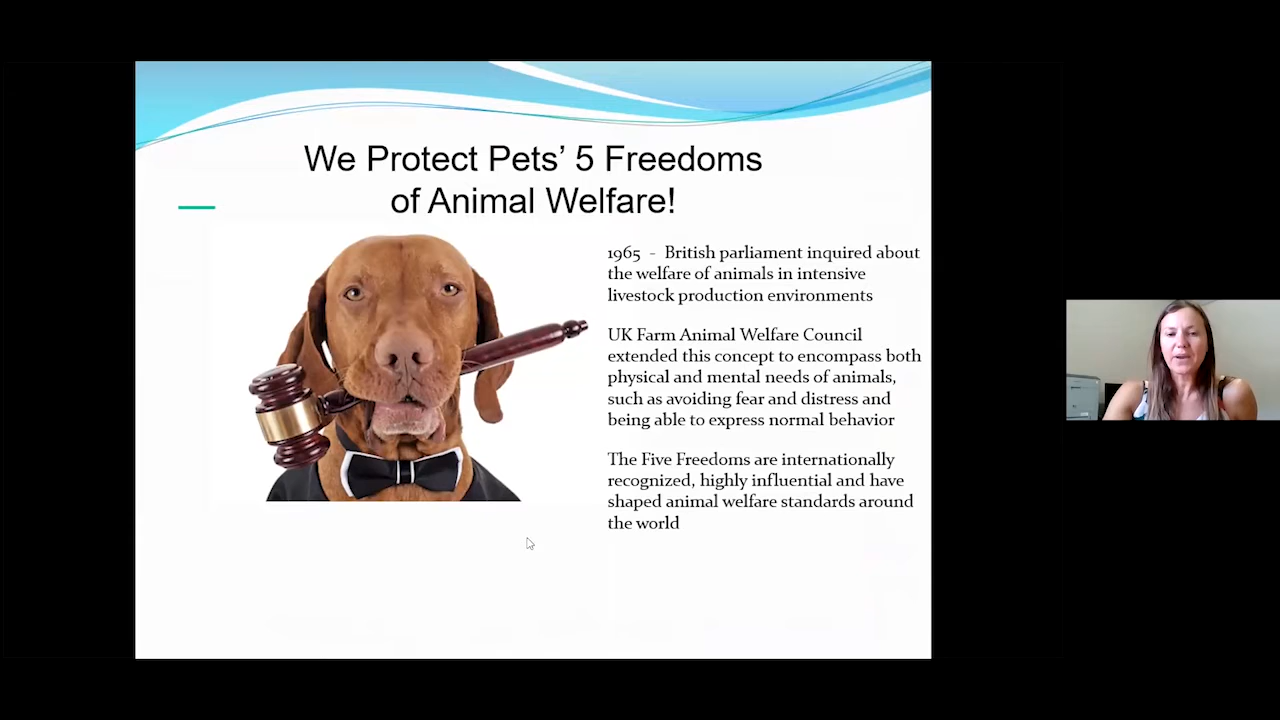 We Protect Pets’ 5 Freedoms
of Animal Welfare!
1965 - British parliament inquired about
the welfare of animals in intensive
livestock production environments
UK Farm Animal Welfare Council
extended this concept to encompass both
physical and mental needs of animals,
such as avoiding fear and distress and
being able to express normal behavior
The Five Freedoms are internationally
recognized, highly influential and have
shaped animal welfare standards around
the world